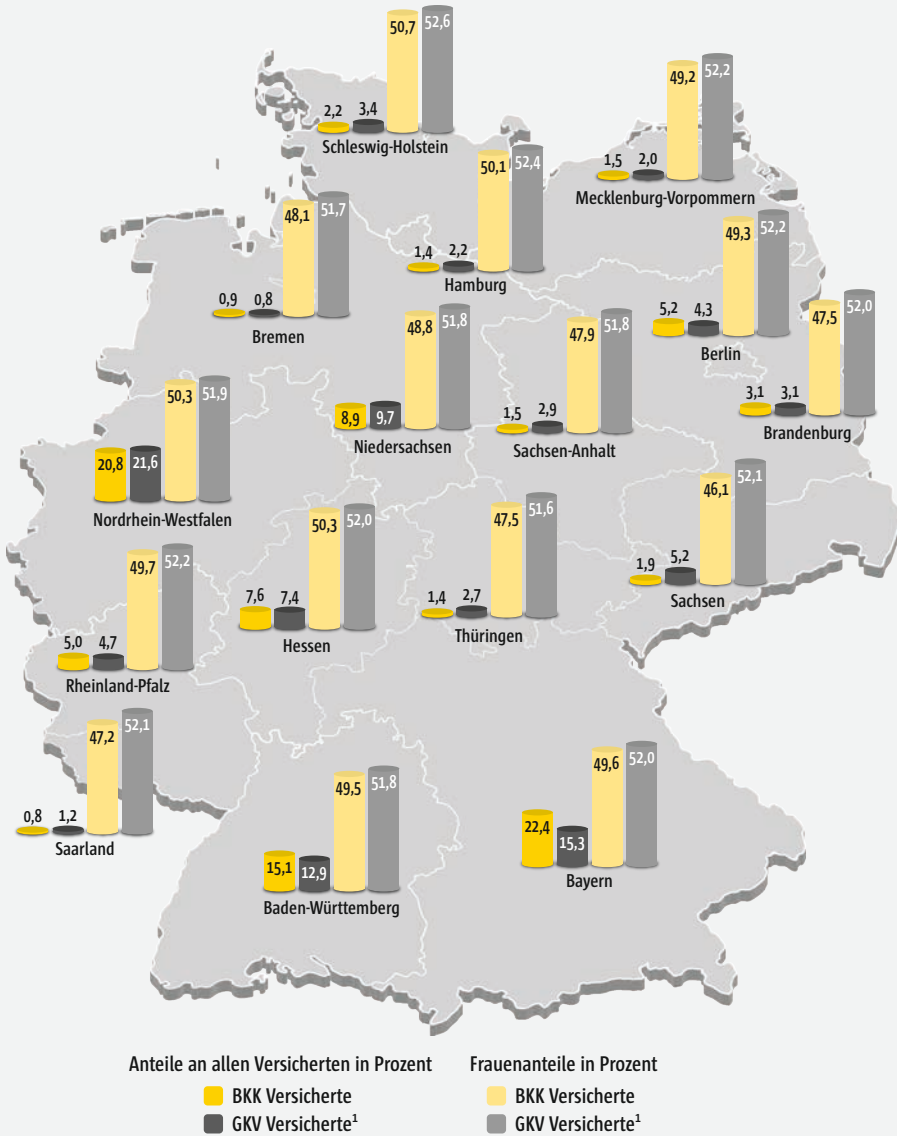 50,7 52,6
2,2 3,4
Schleswig-Holstein
49,2 52,2
1,5 2,0
Mecklenburg-Vorpommern
50,1 52,4
1,4 2,2
Hamburg
48,1 51,7
0,9 0,8
Bremen
49,3 52,2
5,2 4,3
Berlin
48,8 51,8
8,9 9,7
Niedersachsen
47,9 51,8
1,5 2,9
Sachsen-Anhalt
47,5 52,0
3,1 3,1
Brandenburg
50,3 51,9
20,8 21,6
Nordrhein-Westfalen
50,3 52,0
7,6 7,4
Hessen
47,5 51,6
1,4 2,7
Thüringen
46,1 52,1
1,9 5,2
Sachsen
49,7 52,2
5,0 4,7
Rheinland-Pfalz
47,2 52,1
0,8 1,2
Saarland
49,5 51,8
15,1 12,9
Baden-Württemberg
49,6 52,0
22,4 15,3
Bayern
Anteile an allen Versicherten in Prozent
BKK Versicherte
GKV Versicherte¹
Frauenanteile in Prozent
BKK Versicherte
GKV Versicherte¹